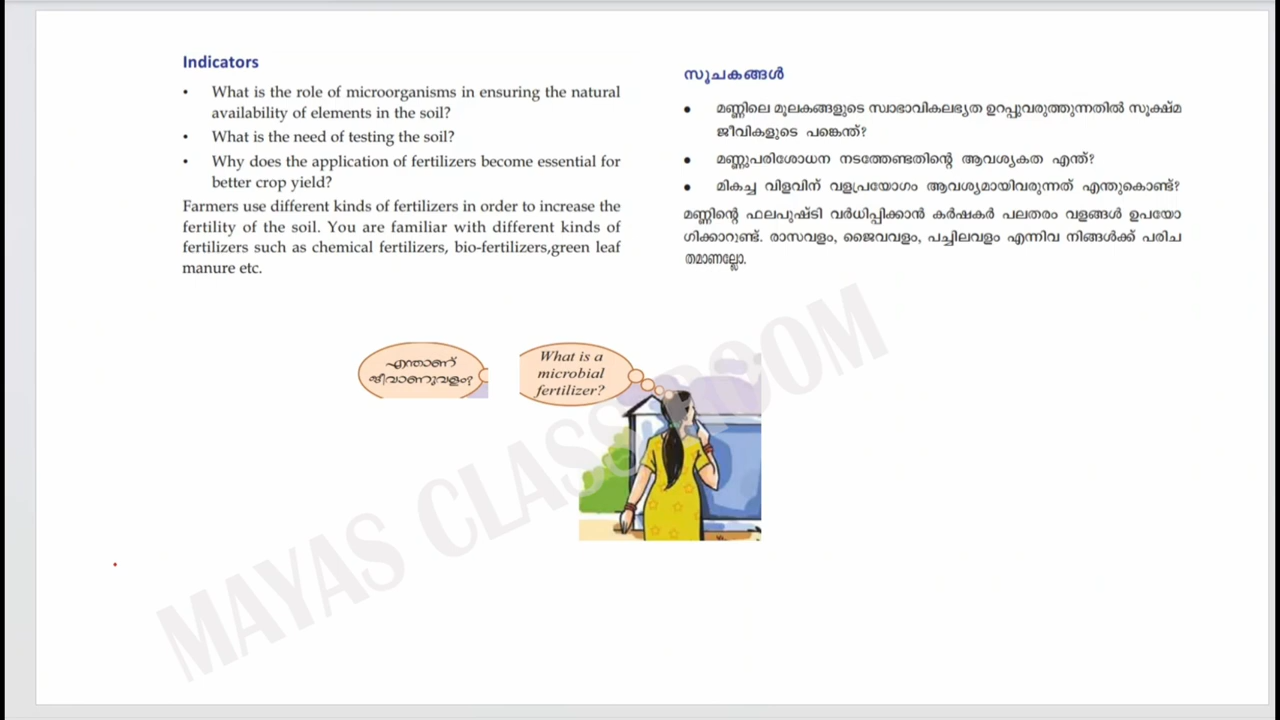 Indicators
• What is the role of microorganisms in ensuring the natural
availability of elements in the soil?
• What is the need of testing the soil?
• Why does the application of fertilizers become essential for
better crop yield?
Farmers use different kinds of fertilizers in order to increase the
fertility of the soil. You are familiar with different kinds of
fertilizers such as chemical fertilizers, bio-fertilizers,green leaf
manure etc.
സൂചകങ്ങൾ
• മണ്ണിലെ മൂലകങ്ങളുടെ സ്വാഭാവികലഭ്യത ഉറപ്പുവരുത്തുന്നതിൽ സൂക്ഷ്മ
ജീവികളുടെ പങ്കെന്ത്?
• മണ്ണുപരിശോധന നടത്തേണ്ടതിന്റെ ആവശ്യകത എന്ത്?
• മികച്ച വിളവിന് വളപ്രയോഗം ആവശ്യമായിവരുന്നത് എന്തുകൊണ്ട്?
മണ്ണിന്റെ ഫലപുഷ്ടി വർധിപ്പിക്കാൻ കർഷകർ പലതരം വളങ്ങൾ ഉപയോ
ഗിക്കാറുണ്ട്. രാസവളം, ജൈവവളം, പച്ചിലവളം എന്നിവ നിങ്ങൾക്ക് പരിചി
തമാണല്ലോ.
എന്താണ്
ജീവാണുവളം?
What is a
microbial
fertilizer?
MAYAS CLASSROOM